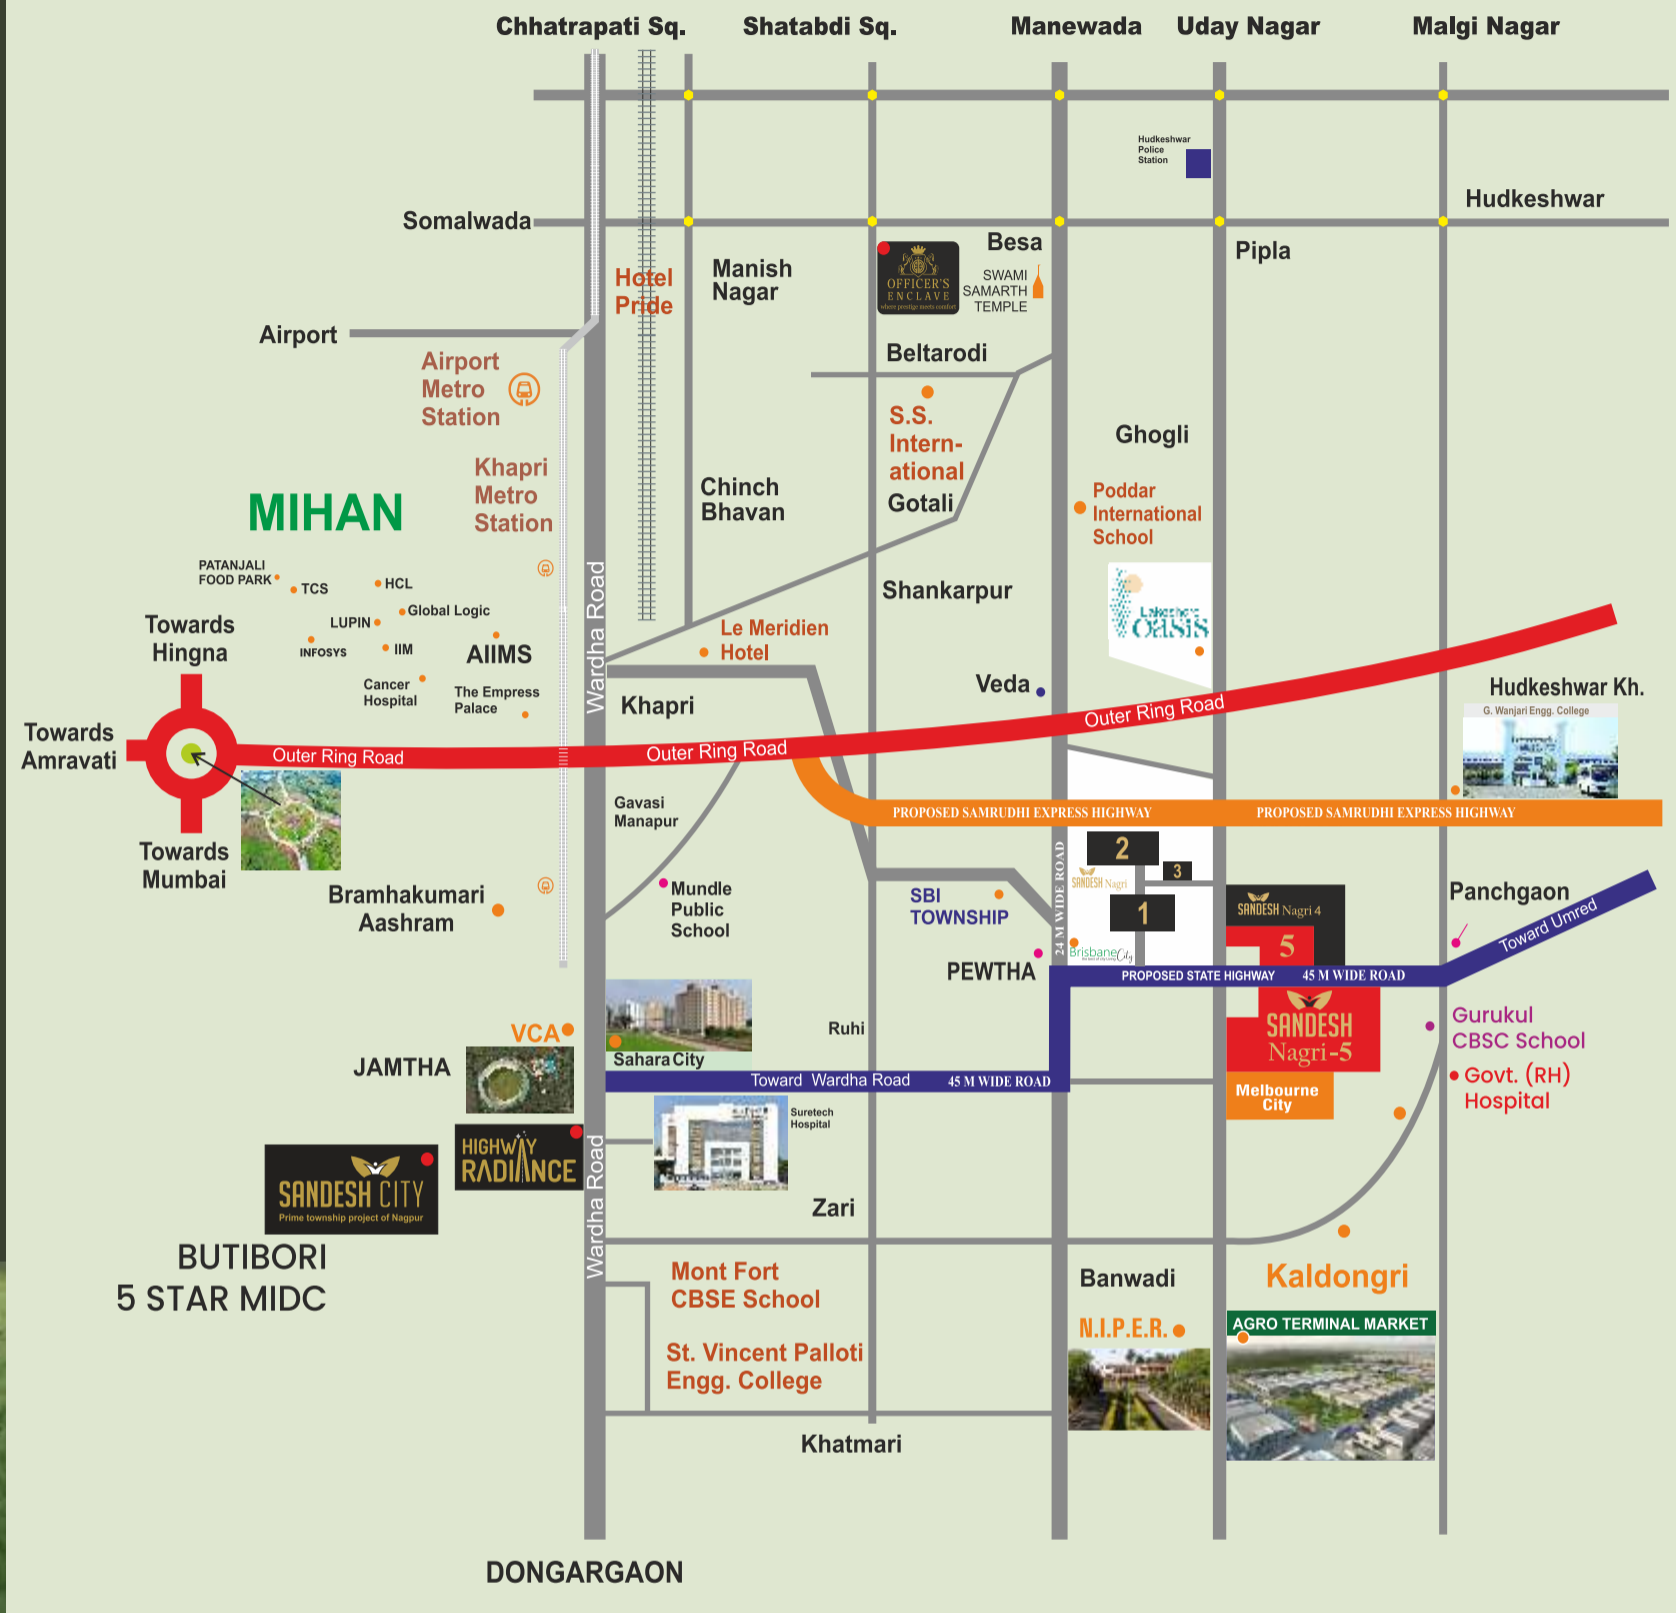 Chhatrapati Sq.
Shatabdi Sq.
Manewada
Uday Nagar
Malgi Nagar
Hudkeshwar
Police
Station
Hudkeshwar
Somalwada
Besa
Pipla
Hotel
Pride
Manish
Nagar
OFFICER'S
ENCLAVE
where prestige meets comfort
SWAMI
SAMARTH
TEMPLE
Airport
Airport
Metro
Station
Beltarodi
S.S.
Intern-
ational
Gotali
Ghogli
Khapri
Metro
Station
Chinch
Bhavan
Poddar
International
School
MIHAN
PATANJALI
FOOD PARK
TCS
HCL
Global Logic
LUPIN
INFOSYS
IIM
AIIMS
Cancer
Hospital
The Empress
Palace
Wardha Road
Shankarpur
Lakeshore
Oasis
Le Meridien
Hotel
Towards
Hingna
Towards
Amravati
Towards
Mumbai
Khapri
Veda
Hudkeshwar Kh.
G. Wanjari Engg. College
Outer Ring Road
Outer Ring Road
Outer Ring Road
Gavasi
Manapur
PROPOSED SAMRUDHI EXPRESS HIGHWAY
PROPOSED SAMRUDHI EXPRESS HIGHWAY
24 M WIDE ROAD
2
SANDESH Nagri
3
1
Brisbane City
Bramhakumari
Aashram
Mundle
Public
School
SBI
TOWNSHIP
PEWTHA
SANDESH Nagri 4
5
Panchgaon
Toward Umred
PROPOSED STATE HIGHWAY 45 M WIDE ROAD
SANDESH
Nagri-5
Gurukul
CBSC School
Govt. (RH)
Hospital
Melbourne
City
VCA
JAMTHA
Sahara City
Ruhi
Toward Wardha Road 45 M WIDE ROAD
Suretech
Hospital
HIGHWAY
RADIANCE
SANDESH CITY
Prime township project of Nagpur
Wardha Road
Zari
BUTIBORI
5 STAR MIDC
Mont Fort
CBSE School
St. Vincent Palloti
Engg. College
Banwadi
Kaldongri
N.I.P.E.R.
AGRO TERMINAL MARKET
Khatmari
DONGARGAON